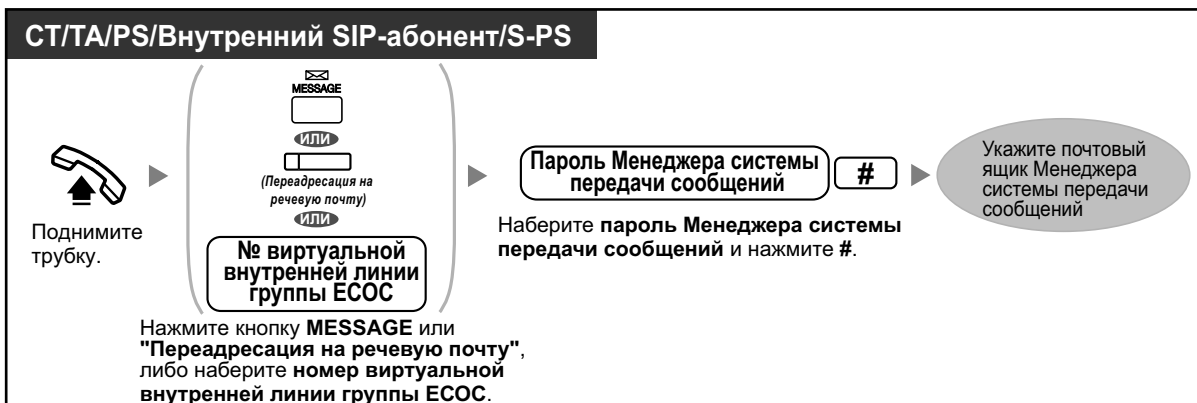 СТ/ТА/PS/Внутренний SIP-абонент/S-PS
MESSAGE
ИЛИ
(Переадресация на
речевую почту)
ИЛИ
№ виртуальной
внутренней линии
группы ЕСОС
Поднимите
трубку.
Нажмите кнопку MESSAGE или
"Переадресация на речевую почту",
либо наберите номер виртуальной
внутренней линии группы ЕСОС.
Пароль Менеджера системы
передачи сообщений
#
Наберите пароль Менеджера системы
передачи сообщений и нажмите #.
Укажите почтовый
ящик Менеджера
системы передачи
сообщений